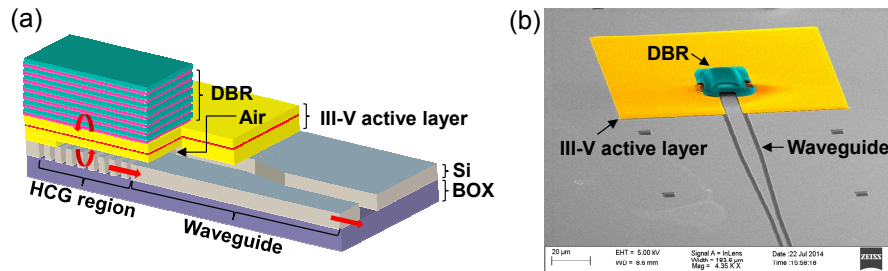 (a)
DBR
Air
III-V active layer
Si
BOX
HCG region
Waveguide
(b)
DBR
III-V active layer
Waveguide
20 µm
EHT = 5.00 kV
WD = 8.6 mm
Signal A = InLens
Width = 193.6 µm
Mag = 4.35 K X
Date :22 Jul 2014
Time :15:58:18
ZEISS